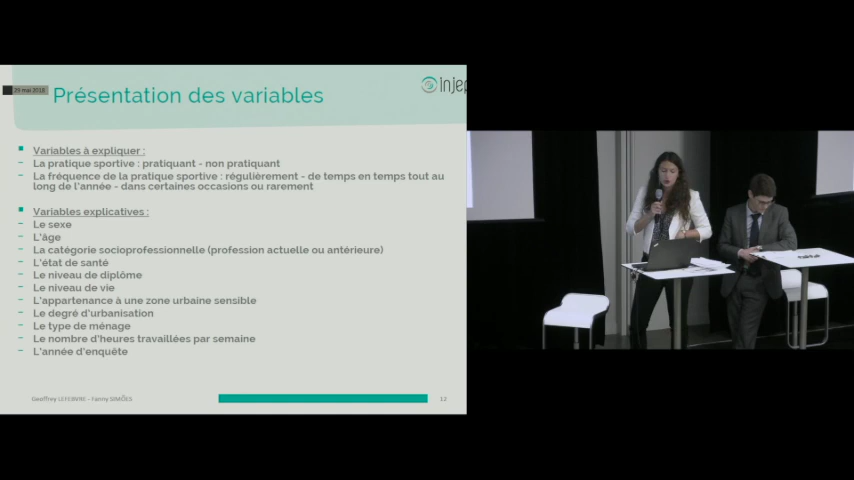 injep
25 mai 2018
Présentation des variables
Variables à expliquer :
La pratique sportive : pratiquant - non pratiquant
La fréquence de la pratique sportive : régulièrement - de temps en temps tout au
long de l'année - dans certaines occasions ou rarement
Variables explicatives :
Le sexe
L'âge
La catégorie socioprofessionnelle (profession actuelle ou antérieure)
L'état de santé
Le niveau de diplôme
Le niveau de vie
L'appartenance à une zone urbaine sensible
Le degré d'urbanisation
Le type de ménage
Le nombre d'heures travaillées par semaine
L'année d'enquête
Geoffrey LEFEBVRE - Fanny SIMÕES
12